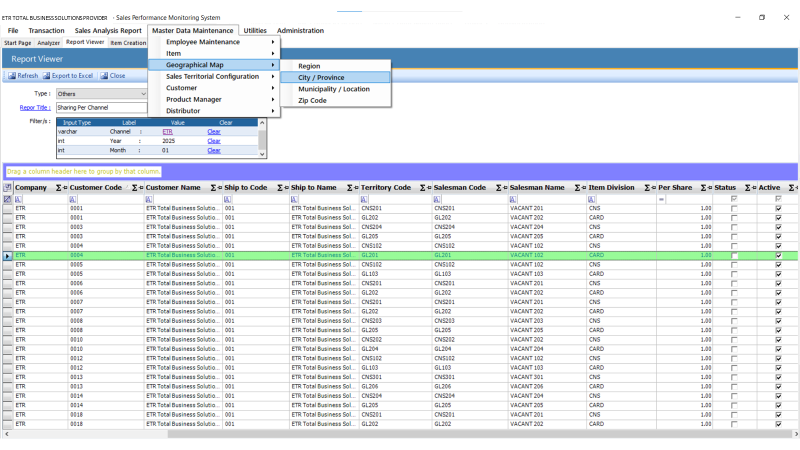 ETR TOTAL BUSINESS SOLUTIONS PROVIDER - Sales Performance Monitoring System
File Transaction Sales Analysis Report Master Data Maintenance Utilities Administration
Start Page Analyzer Report Viewer Item Creation
Employee Maintenance
Item
Geographical Map
Sales Territorial Configuration
Customer
Product Manager
Distributor
Region
City / Province
Municipality / Location
Zip Code
Report Viewer
Refresh Export to Excel Close
Type : Others
Repor Title : Sharing Per Channel
Filter/s :
Input Type Label Value Clear
varchar Channel : ETR Clear
int Year : 2025 Clear
int Month : 01 Clear
Drag a column header here to group by that column.
Company Customer Code Customer Name Ship to Code Ship to Name Territory Code Salesman Code Salesman Name Item Division Per Share Status Active
ETR 0001 ETR Total Business Solutio... 001 ETR Total Business Sol... CNS201 CNS201 VACANT 201 CNS 1.00
ETR 0001 ETR Total Business Solutio... 001 ETR Total Business Sol... GL202 GL202 VACANT 202 CARD 1.00
ETR 0003 ETR Total Business Solutio... 001 ETR Total Business Sol... CNS204 CNS204 VACANT 204 CNS 1.00
ETR 0003 ETR Total Business Solutio... 001 ETR Total Business Sol... GL205 GL205 VACANT 205 CARD 1.00
ETR 0004 ETR Total Business Solutio... 001 ETR Total Business Sol... CNS102 CNS102 VACANT 102 CNS 1.00
ETR 0004 ETR Total Business Solutio... 001 ETR Total Business Sol... GL201 GL201 VACANT 102 CARD 1.00
ETR 0005 ETR Total Business Solutio... 001 ETR Total Business Sol... CNS102 CNS102 VACANT 102 CNS 1.00
ETR 0005 ETR Total Business Solutio... 001 ETR Total Business Sol... GL103 GL103 VACANT 103 CARD 1.00
ETR 0006 ETR Total Business Solutio... 001 ETR Total Business Sol... CNS204 CNS204 VACANT 204 CNS 1.00
ETR 0006 ETR Total Business Solutio... 001 ETR Total Business Sol... GL205 GL205 VACANT 205 CARD 1.00
ETR 0007 ETR Total Business Solutio... 001 ETR Total Business Sol... CNS201 CNS201 VACANT 201 CNS 1.00
ETR 0007 ETR Total Business Solutio... 001 ETR Total Business Sol... GL202 GL202 VACANT 202 CARD 1.00
ETR 0008 ETR Total Business Solutio... 001 ETR Total Business Sol... CNS203 CNS203 VACANT 203 CNS 1.00
ETR 0008 ETR Total Business Solutio... 001 ETR Total Business Sol... GL205 GL205 VACANT 205 CARD 1.00
ETR 0010 ETR Total Business Solutio... 001 ETR Total Business Sol... CNS202 CNS202 VACANT 202 CNS 1.00
ETR 0010 ETR Total Business Solutio... 001 ETR Total Business Sol... GL204 GL204 VACANT 204 CARD 1.00
ETR 0012 ETR Total Business Solutio... 001 ETR Total Business Sol... CNS102 CNS102 VACANT 102 CNS 1.00
ETR 0012 ETR Total Business Solutio... 001 ETR Total Business Sol... GL103 GL103 VACANT 103 CARD 1.00
ETR 0013 ETR Total Business Solutio... 001 ETR Total Business Sol... CNS301 CNS301 VACANT 301 CNS 1.00
ETR 0013 ETR Total Business Solutio... 001 ETR Total Business Sol... GL206 GL206 VACANT 206 CARD 1.00
ETR 0014 ETR Total Business Solutio... 001 ETR Total Business Sol... CNS204 CNS204 VACANT 204 CNS 1.00
ETR 0014 ETR Total Business Solutio... 001 ETR Total Business Sol... GL205 GL205 VACANT 205 CARD 1.00
ETR 0018 ETR Total Business Solutio... 001 ETR Total Business Sol... CNS201 CNS201 VACANT 201 CNS 1.00
ETR 0018 ETR Total Business Solutio... 001 ETR Total Business Sol... GL202 GL202 VACANT 202 CARD 1.00